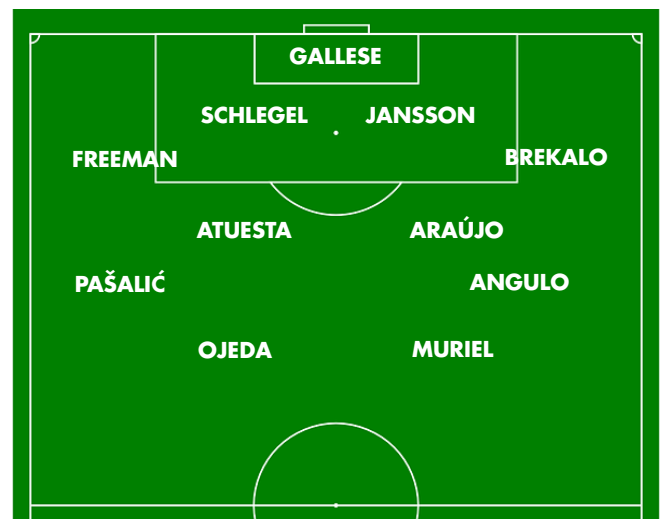 GALLESE
SCHLEGEL JANSSON
FREEMAN BREKALO
ATUESTA ARAÚJO
PAŠALIĆ ANGULO
OJEDA MURIEL